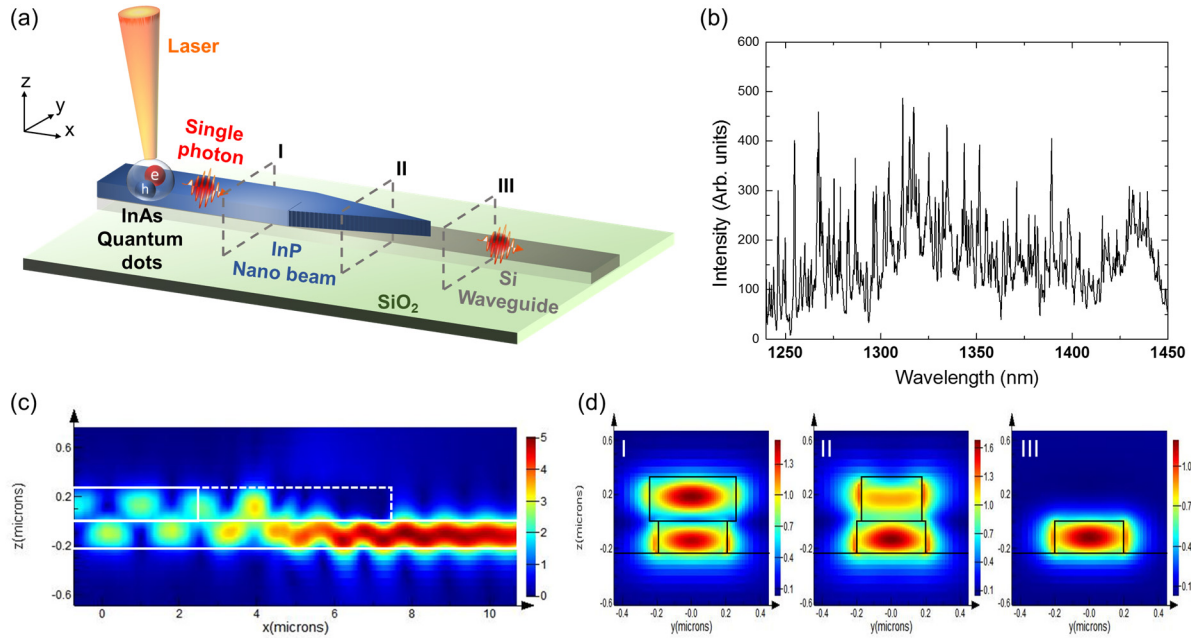 (a)
Laser
z
y
x
Single
photon
I
II
III
e
h
InAs
Quantum
dots
InP
Nano beam
Si
Waveguide
SiO2
(b)
600
500
400
300
200
100
0
Intensity (Arb. units)
1250
1300
1350
1400
1450
Wavelength (nm)
(c)
z(microns)
0.6
0.2
-0.2
-0.6
0
2
4
6
8
10
x(microns)
5
4
3
2
1
0
(d)
z(microns)
I
0.6
0.2
-0.2
-0.6
-0.4
-0.2
-0.0
0.2
0.4
y(microns)
1.3
1.0
0.7
0.4
0.1
II
0.6
0.2
-0.2
-0.6
-0.4
-0.2
-0.0
0.2
0.4
y(microns)
1.6
1.3
1.0
0.7
0.4
0.1
III
0.6
0.2
-0.2
-0.6
-0.4
-0.2
-0.0
0.2
0.4
y(microns)
1.0
0.7
0.4
0.1